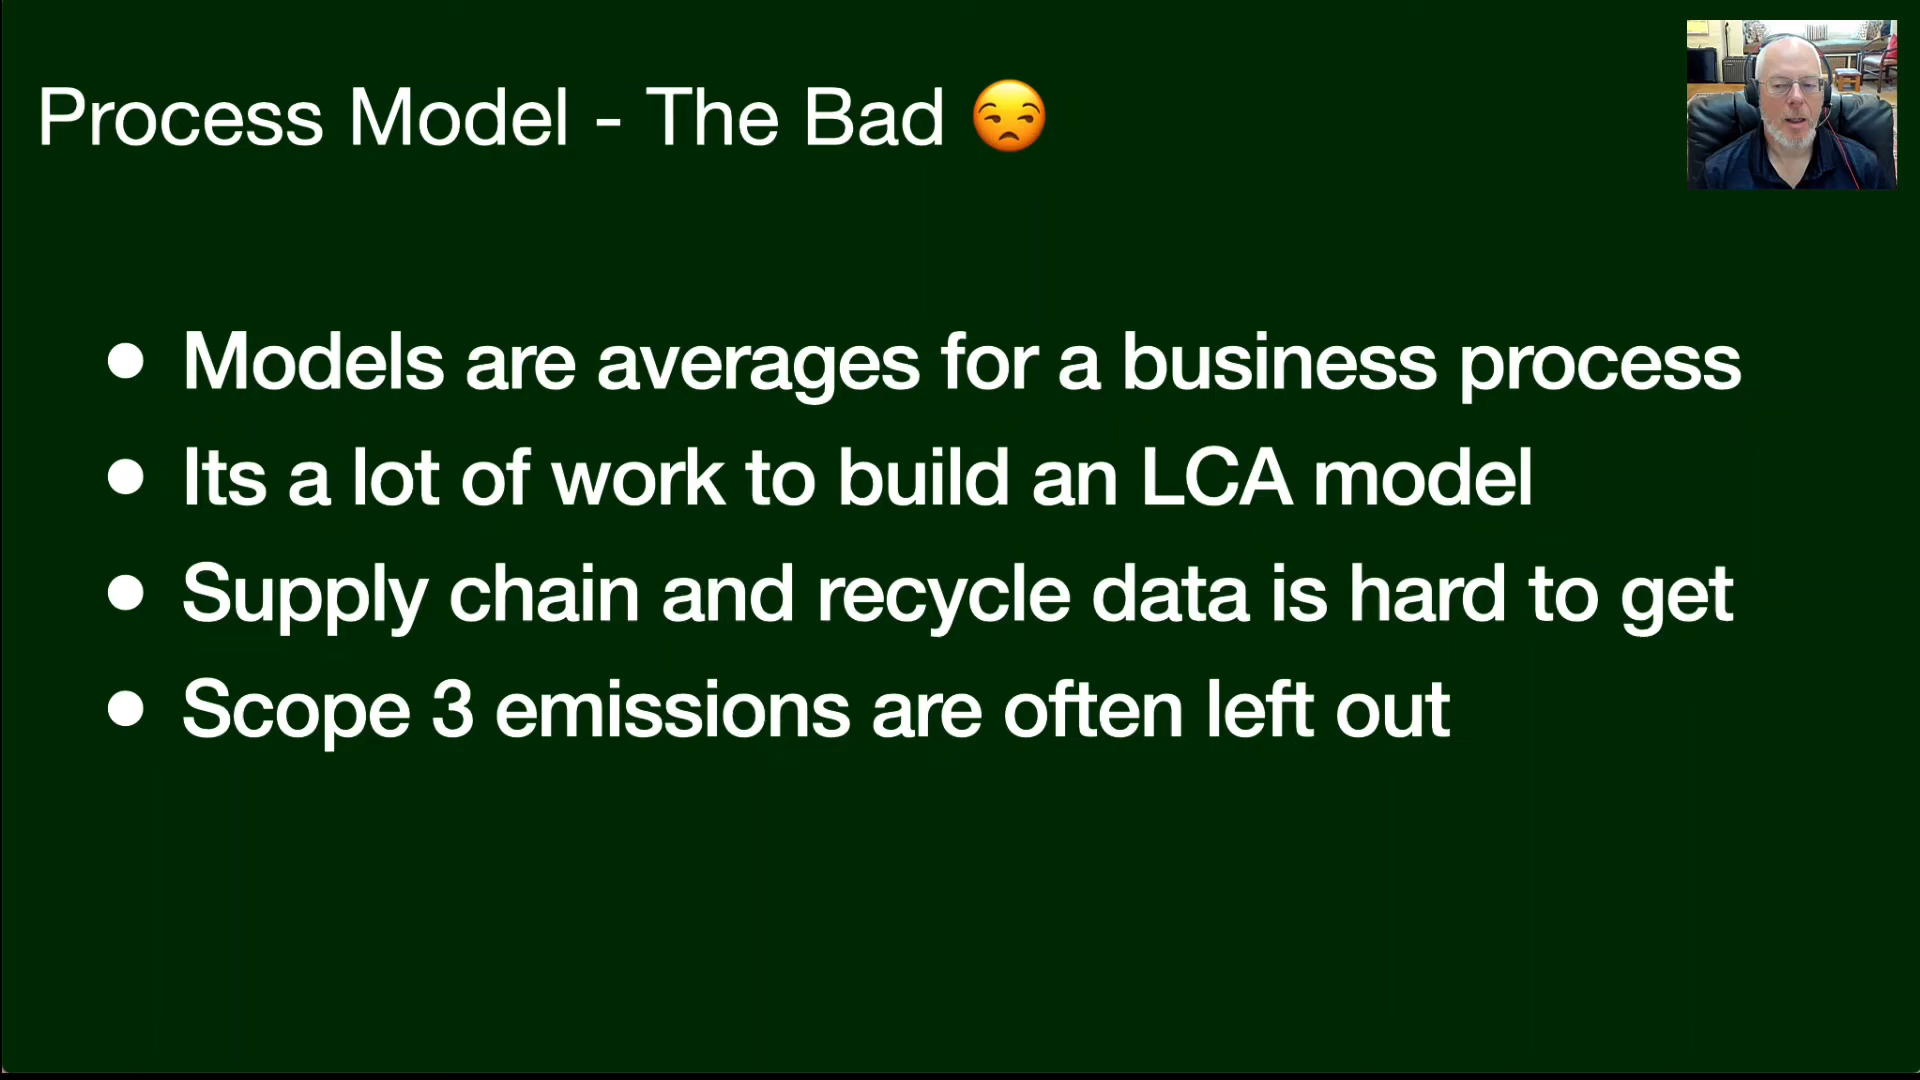 Process Model - The Bad 😒
● Models are averages for a business process
● Its a lot of work to build an LCA model
● Supply chain and recycle data is hard to get
● Scope 3 emissions are often left out